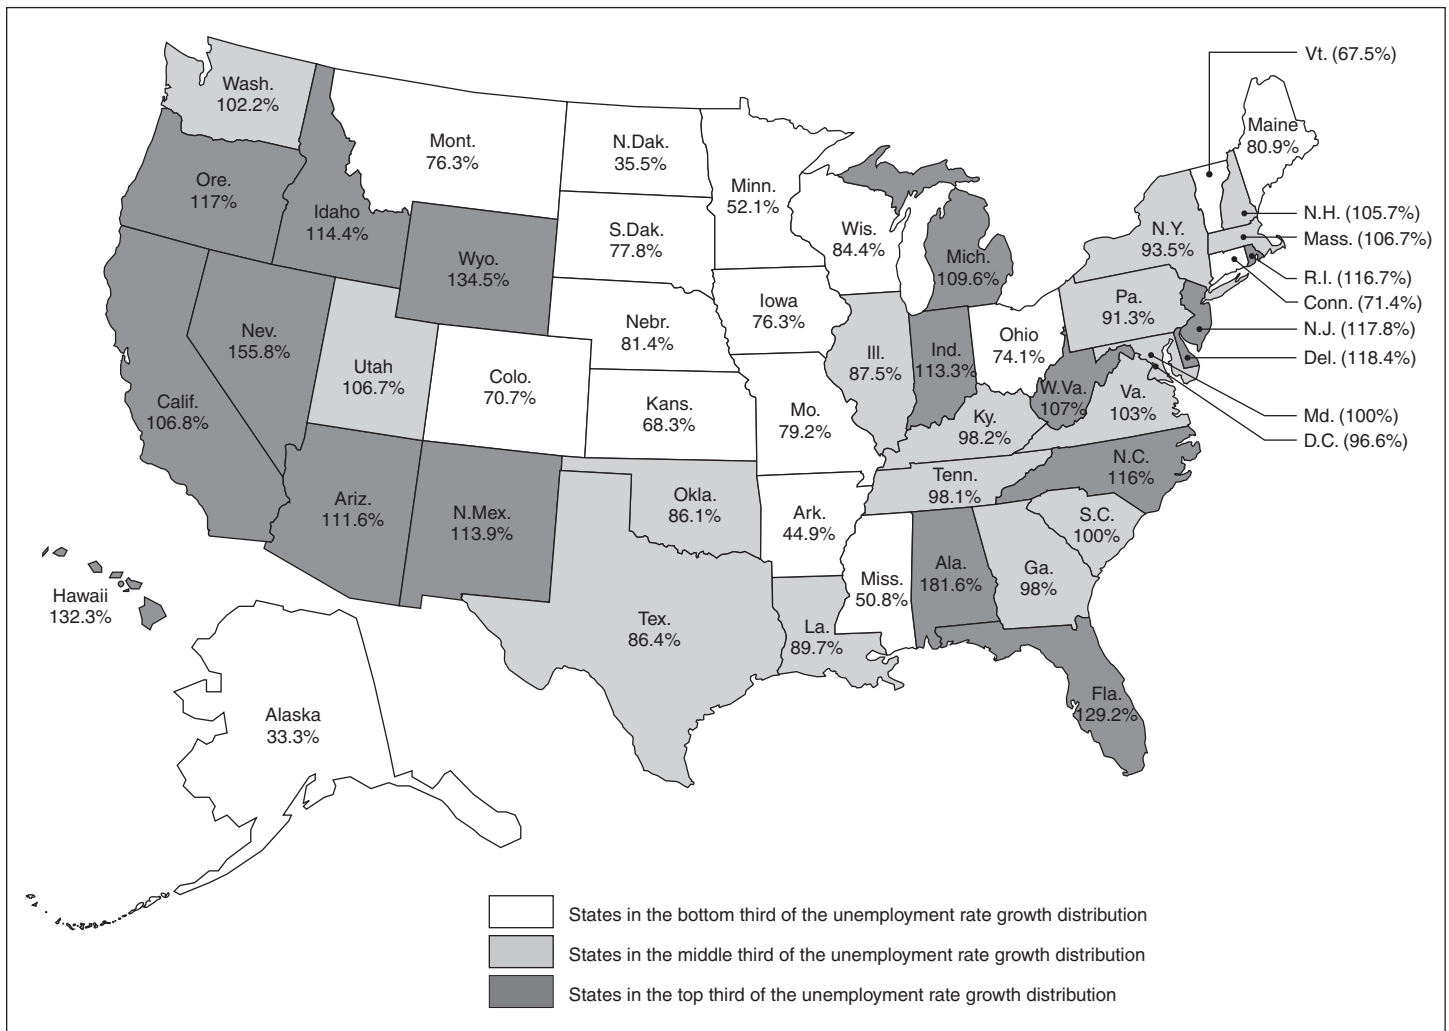 Vt. (67.5%)
Wash.
102.2%
Maine
80.9%
Mont.
76.3%
N.Dak.
35.5%
Minn.
52.1%
Ore.
117%
Idaho
114.4%
N.H. (105.7%)
S.Dak.
77.8%
Wis.
84.4%
N.Y.
93.5%
Mass. (106.7%)
Wyo.
134.5%
Mich.
109.6%
R.I. (116.7%)
Conn. (71.4%)
Iowa
76.3%
Pa.
91.3%
Nebr.
81.4%
N.J. (117.8%)
Nev.
155.8%
Ohio
74.1%
Ill.
87.5%
Ind.
113.3%
Del. (118.4%)
Utah
106.7%
Colo.
70.7%
W.Va.
107%
Va.
103%
Calif.
106.8%
Kans.
68.3%
Mo.
79.2%
Ky.
98.2%
Md. (100%)
D.C. (96.6%)
N.C.
116%
Tenn.
98.1%
Ariz.
111.6%
N.Mex.
113.9%
Okla.
86.1%
Ark.
44.9%
S.C.
100%
Ala.
181.6%
Ga.
98%
Miss.
50.8%
Hawaii
132.3%
Tex.
86.4%
La.
89.7%
Fla.
129.2%
Alaska
33.3%
States in the bottom third of the unemployment rate growth distribution
States in the middle third of the unemployment rate growth distribution
States in the top third of the unemployment rate growth distribution